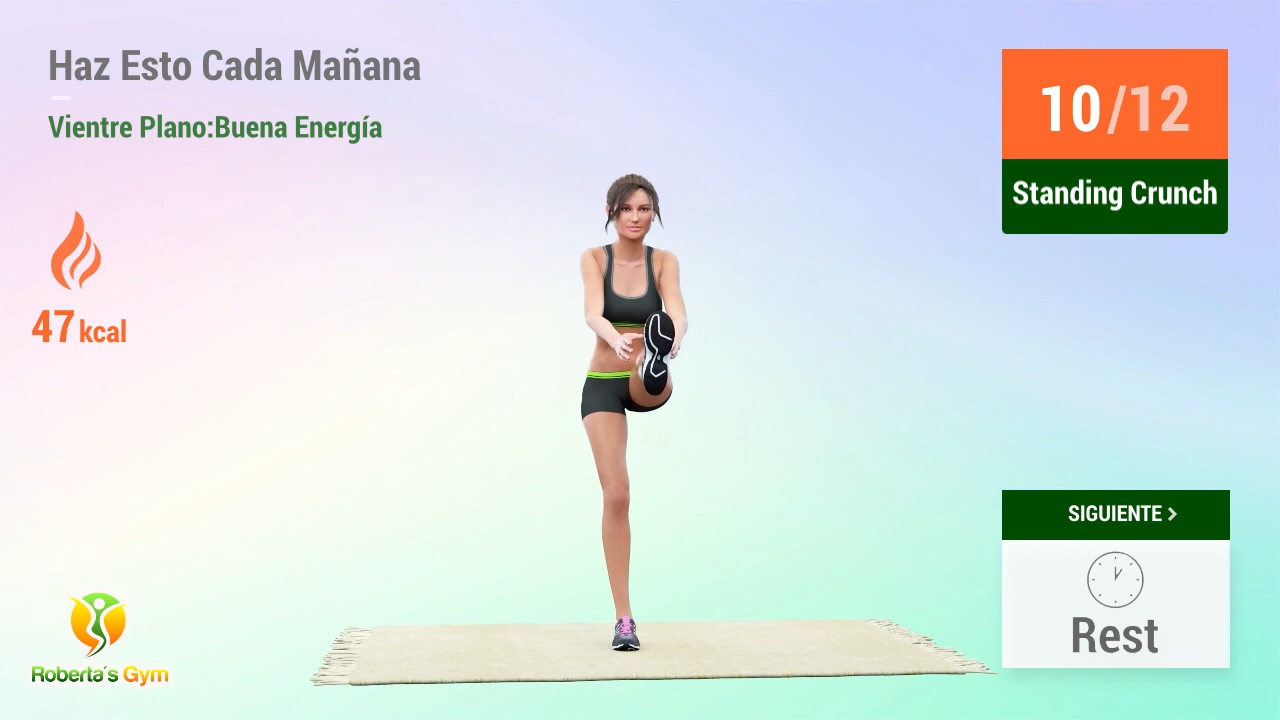 Haz Esto Cada Mañana
Vientre Plano:Buena Energía
10/12
Standing Crunch
47 kcal
SIGUIENTE >
Rest
Roberta´s Gym